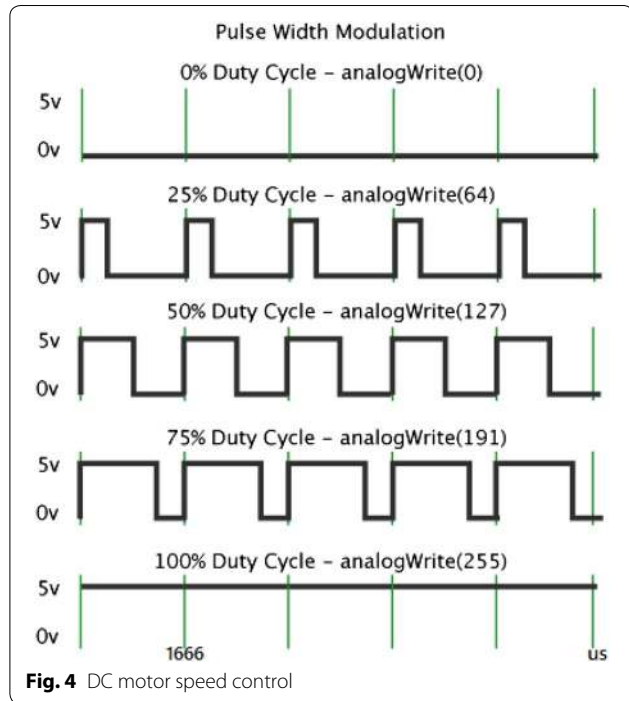 Pulse Width Modulation
0% Duty Cycle – analogWrite(0)
5v
0v
25% Duty Cycle – analogWrite(64)
5v
0v
50% Duty Cycle – analogWrite(127)
5v
0v
75% Duty Cycle – analogWrite(191)
5v
0v
100% Duty Cycle – analogWrite(255)
5v
0v
1666 us
Fig. 4 DC motor speed control